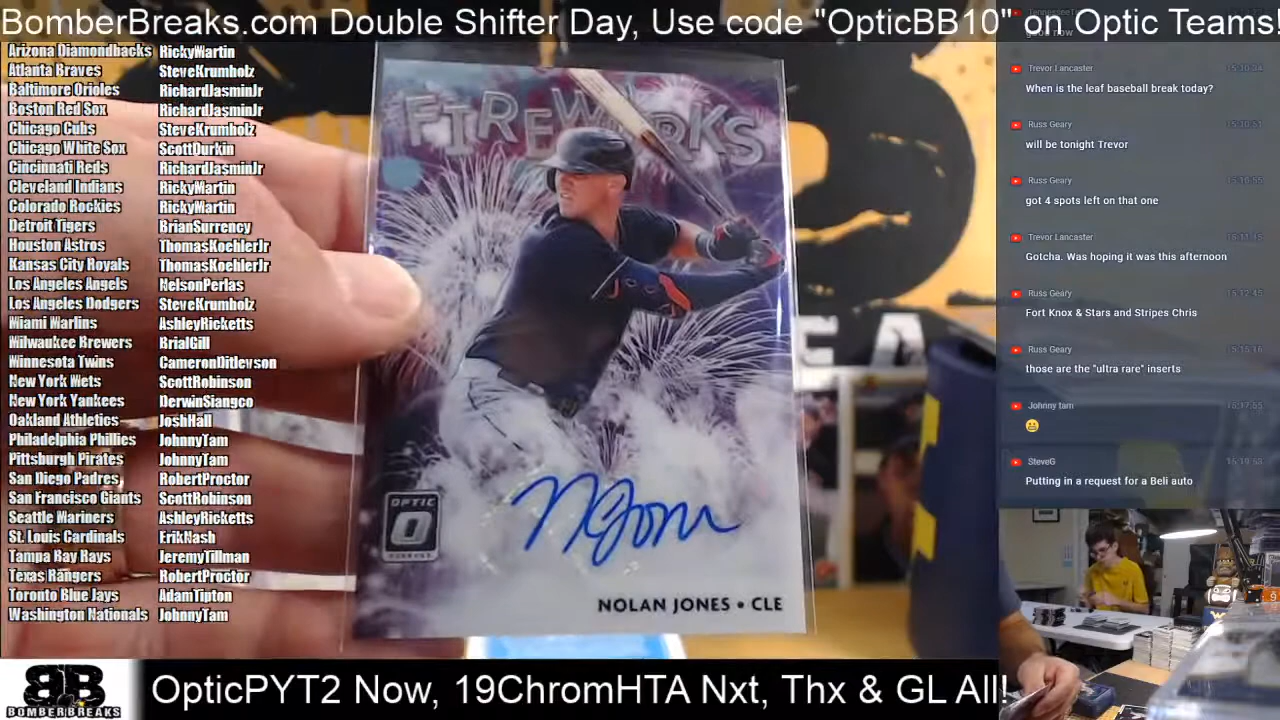 BomberBreaks.com Double Shifter Day, Use code "OpticBB10" on Optic Teams!
Arizona Diamondbacks RickyMartin
Atlanta Braves SteveKrumholz
Baltimore Orioles RichardJasminJr
Boston Red Sox RichardJasminJr
Chicago Cubs SteveKrumholz
Chicago White Sox ScottDurkin
Cincinnati Reds RichardJasminJr
Cleveland Indians RickyMartin
Colorado Rockies RickyMartin
Detroit Tigers BrianSurrency
Houston Astros ThomasKoehlerJr
Kansas City Royals ThomasKoehlerJr
Los Angeles Angels NelsonPerlas
Los Angeles Dodgers SteveKrumholz
Miami Marlins AshleyRicketts
Milwaukee Brewers BrialGill
Minnesota Twins CameronDitlevson
New York Mets ScottRobinson
New York Yankees DerwinSiangco
Oakland Athletics JoshHall
Philadelphia Phillies JohnnyTam
Pittsburgh Pirates JohnnyTam
San Diego Padres RobertProctor
San Francisco Giants ScottRobinson
Seattle Mariners AshleyRicketts
St. Louis Cardinals ErikNash
Tampa Bay Rays JeremyTillman
Texas Rangers RobertProctor
Toronto Blue Jays AdamTipton
Washington Nationals JohnnyTam
FIREWORKS
OPTIC
NOLAN JONES • CLE
good now
Trevor Lancaster
When is the leaf baseball break today?
Russ Geary
will be tonight Trevor
Russ Geary
got 4 spots left on that one
Trevor Lancaster
Gotcha. Was hoping it was this afternoon
Russ Geary
Fort Knox & Stars and Stripes Chris
Russ Geary
those are the "ultra rare" inserts
Johnny tam
SteveG
Putting in a request for a Beli auto
BB
BOMBERBREAKS
OpticPYT2 Now, 19ChromHTA Nxt, Thx & GL All!